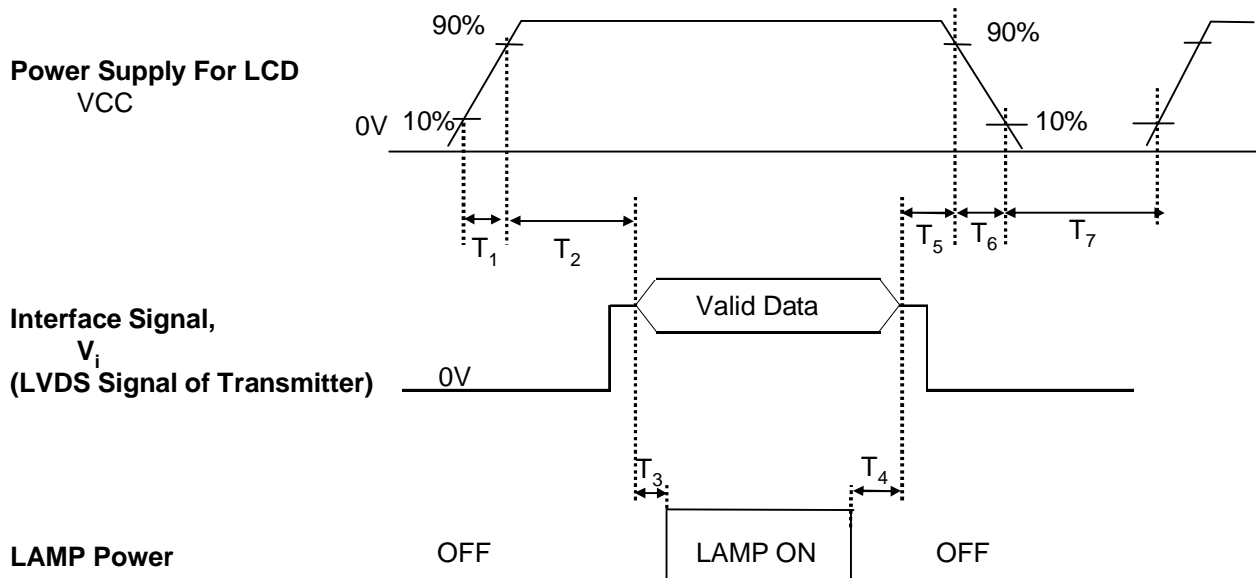 90%
90%
Power Supply For LCD
VCC
0V
10%
10%
T1
T2
T5
T6
T7
Interface Signal,
Vi
(LVDS Signal of Transmitter)
Valid Data
0V
T3
T4
LAMP Power
OFF
LAMP ON
OFF